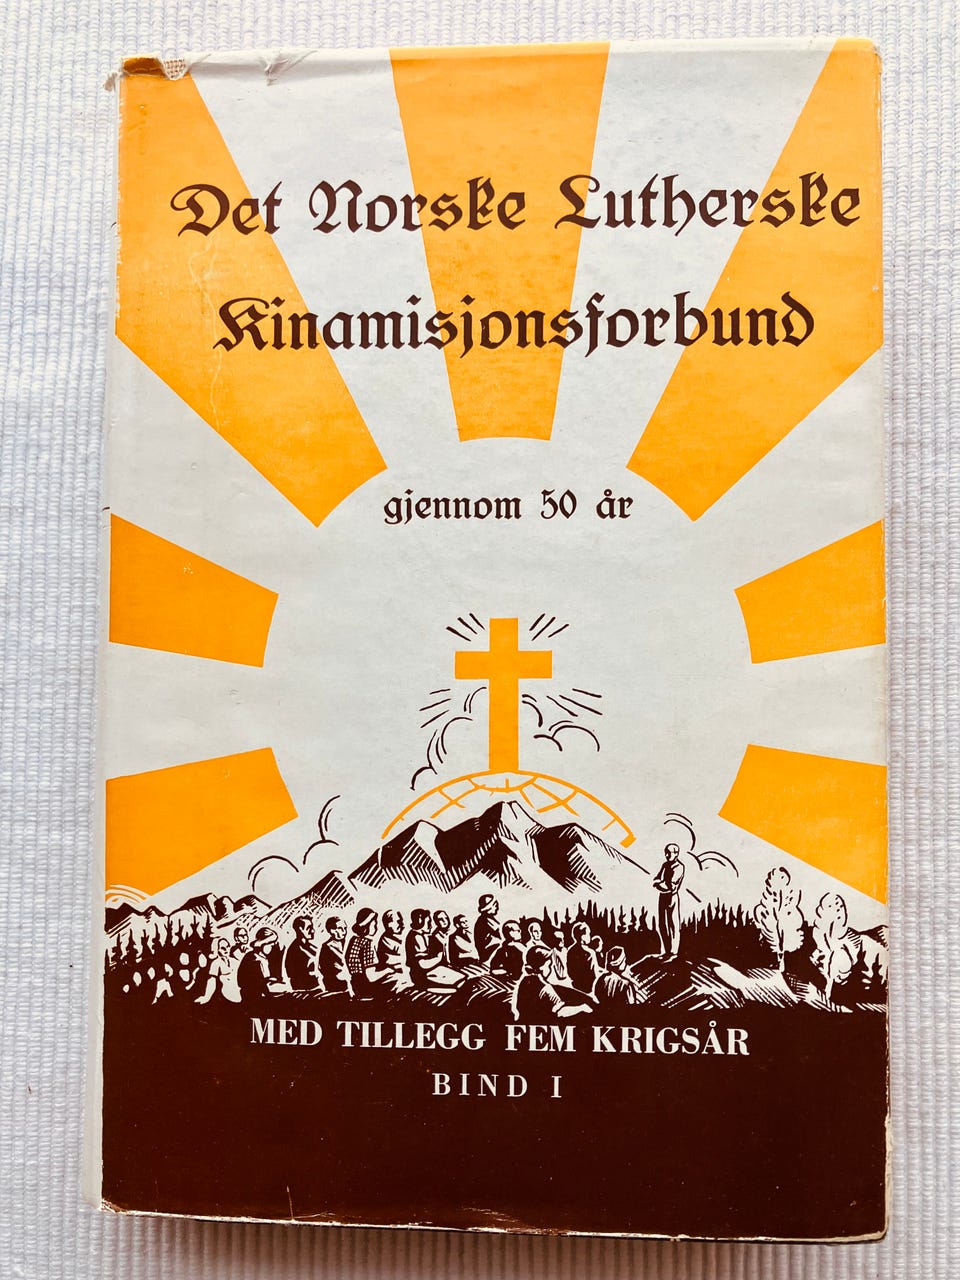 Det Norske Lutherske
Kinamisjonsforbund
gjennom 50 år
MED TILLEGG FEM KRIGSÅR
BIND I